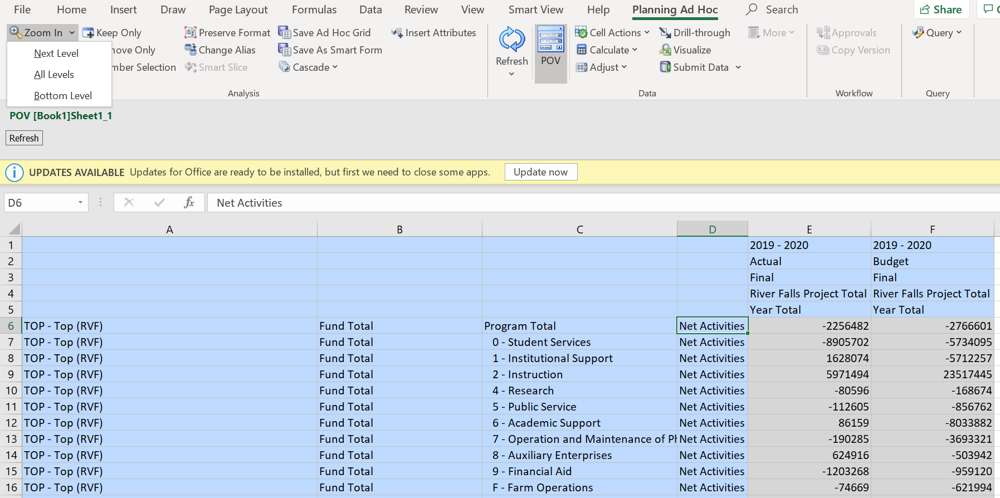 File Home Insert Draw Page Layout Formulas Data Review View Smart View Help Planning Ad Hoc Search Share
Zoom In Keep Only Preserve Format Save Ad Hoc Grid Insert Attributes Cell Actions Drill-through More Approvals Query
Next Level move Only Change Alias Save As Smart Form Refresh POV Calculate Visualize Copy Version
All Levels mber Selection Smart Slice Cascade Adjust Submit Data
Bottom Level Analysis Data Workflow Query
POV [Book1]Sheet1_1
Refresh
UPDATES AVAILABLE Updates for Office are ready to be installed, but first we need to close some apps. Update now
D6 fx Net Activities
A B C D E F
1 2019 - 2020 2019 - 2020
2 Actual Budget
3 Final Final
4 River Falls Project Total River Falls Project Total
5 Year Total Year Total
6 TOP - Top (RVF) Fund Total Program Total Net Activities -2256482 -2766601
7 TOP - Top (RVF) Fund Total 0 - Student Services Net Activities -8905702 -5734095
8 TOP - Top (RVF) Fund Total 1 - Institutional Support Net Activities 1628074 -5712257
9 TOP - Top (RVF) Fund Total 2 - Instruction Net Activities 5971494 23517445
10 TOP - Top (RVF) Fund Total 4 - Research Net Activities -80596 -168674
11 TOP - Top (RVF) Fund Total 5 - Public Service Net Activities -112605 -856762
12 TOP - Top (RVF) Fund Total 6 - Academic Support Net Activities 86159 -8033882
13 TOP - Top (RVF) Fund Total 7 - Operation and Maintenance of Pl Net Activities -190285 -3693321
14 TOP - Top (RVF) Fund Total 8 - Auxiliary Enterprises Net Activities 624916 -503942
15 TOP - Top (RVF) Fund Total 9 - Financial Aid Net Activities -1203268 -959120
16 TOP - Top (RVF) Fund Total F - Farm Operations Net Activities -74669 -621994